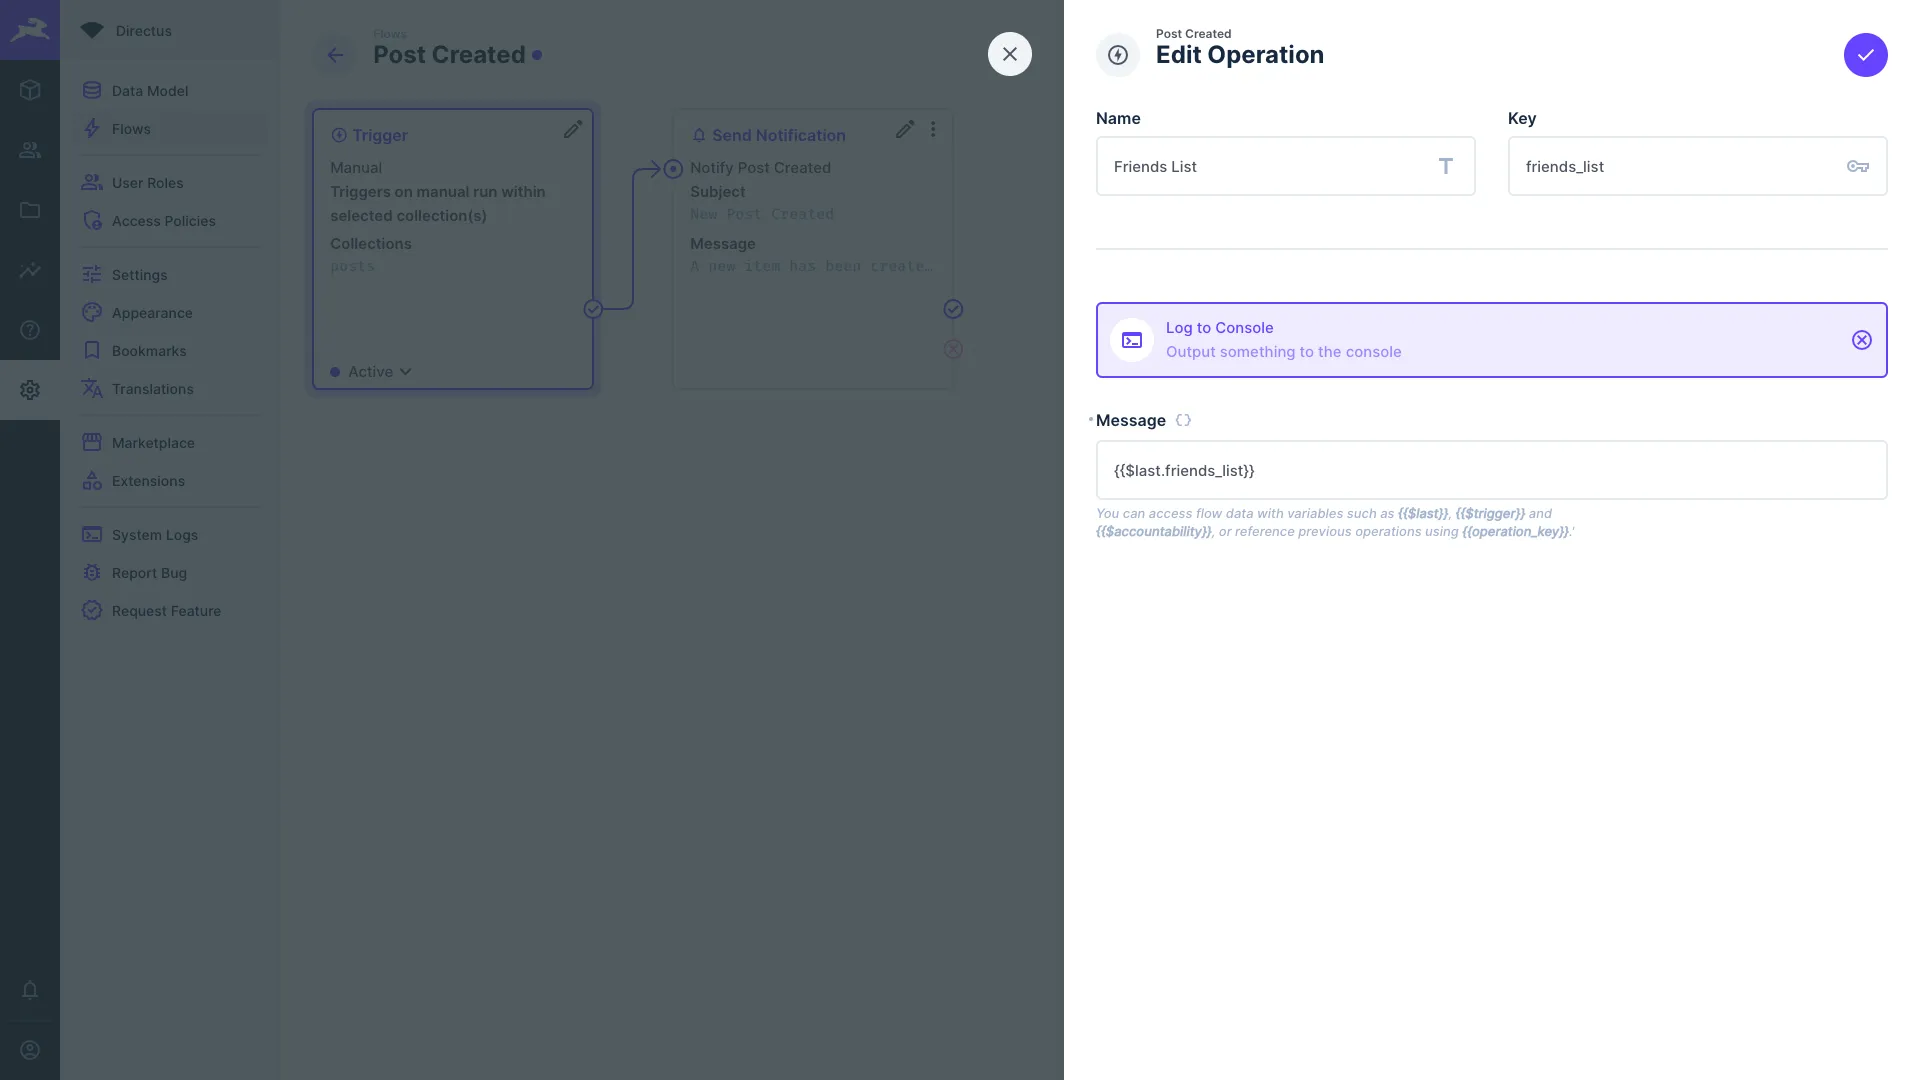 Directus
Data Model
Flows
User Roles
Access Policies
Settings
Appearance
Bookmarks
Translations
Marketplace
Extensions
System Logs
Report Bug
Request Feature
Flows
Post Created
Trigger
Manual
Triggers on manual run within
selected collection(s)
Collections
posts
Active
Send Notification
Notify Post Created
Subject
New Post Created
Message
A new item has been create…
Post Created
Edit Operation
Name
Key
Friends List
friends_list
Log to Console
Output something to the console
Message
{{$last.friends_list}}
You can access flow data with variables such as {{$last}}, {{$trigger}} and
{{$accountability}}, or reference previous operations using {{operation_key}}.'